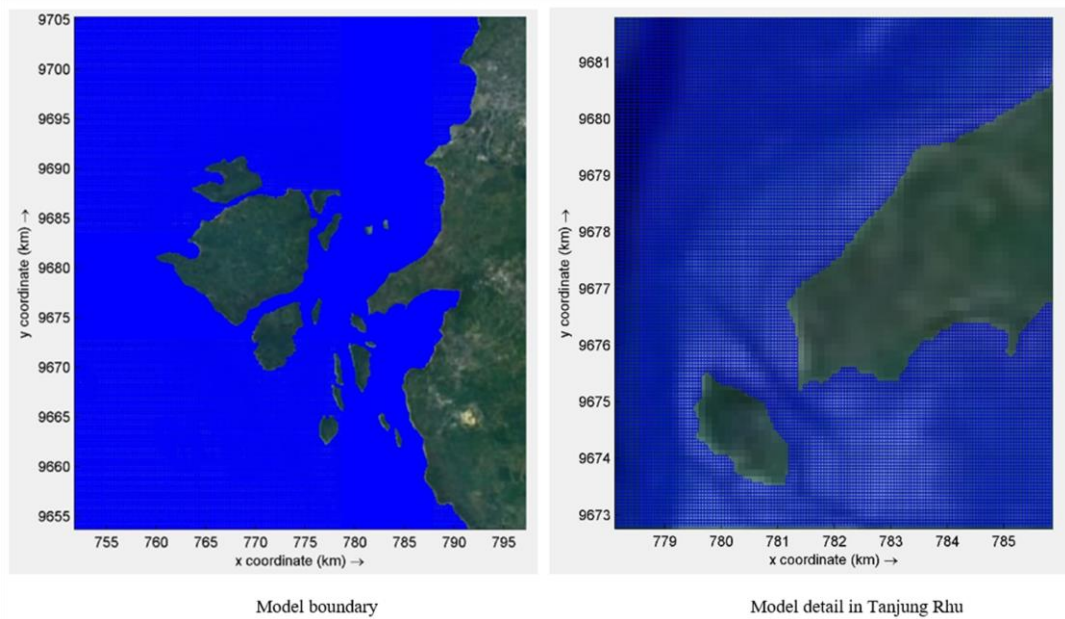 9705
9700
9695
9690
9685
9680
9675
9670
9665
9660
9655
y coordinate (km) →
755 760 765 770 775 780 785 790 795
x coordinate (km) →
Model boundary
9681
9680
9679
9678
9677
9676
9675
9674
9673
y coordinate (km) →
779 780 781 782 783 784 785
x coordinate (km) →
Model detail in Tanjung Rhu